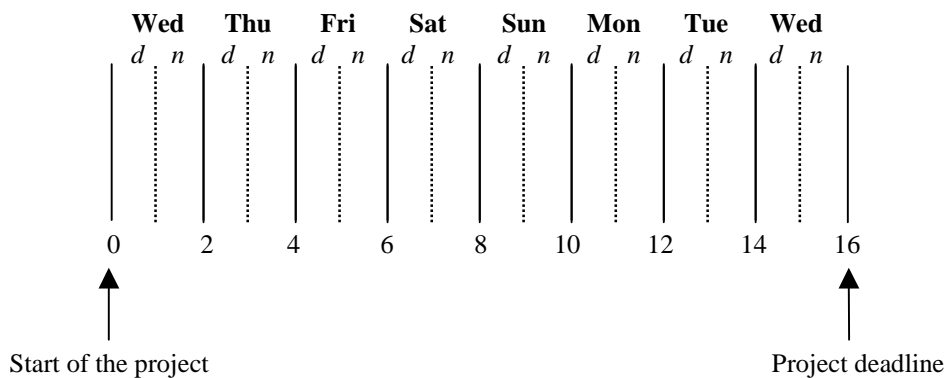 Wed Thu Fri Sat Sun Mon Tue Wed
d n d n d n d n d n d n d n d n
0 2 4 6 8 10 12 14 16
Start of the project Project deadline